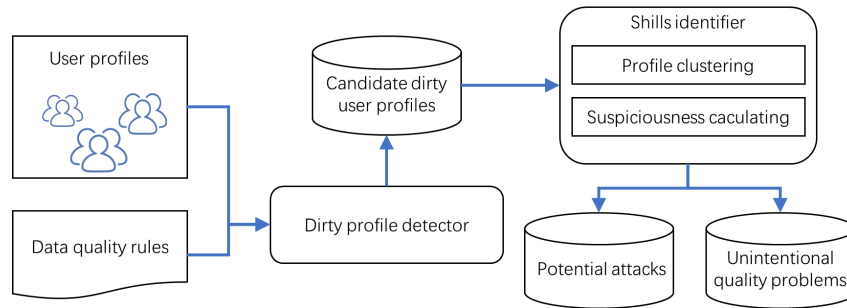 User profiles
Data quality rules
Dirty profile detector
Candidate dirty
user profiles
Shills identifier
Profile clustering
Suspiciousness caculating
Potential attacks
Unintentional
quality problems